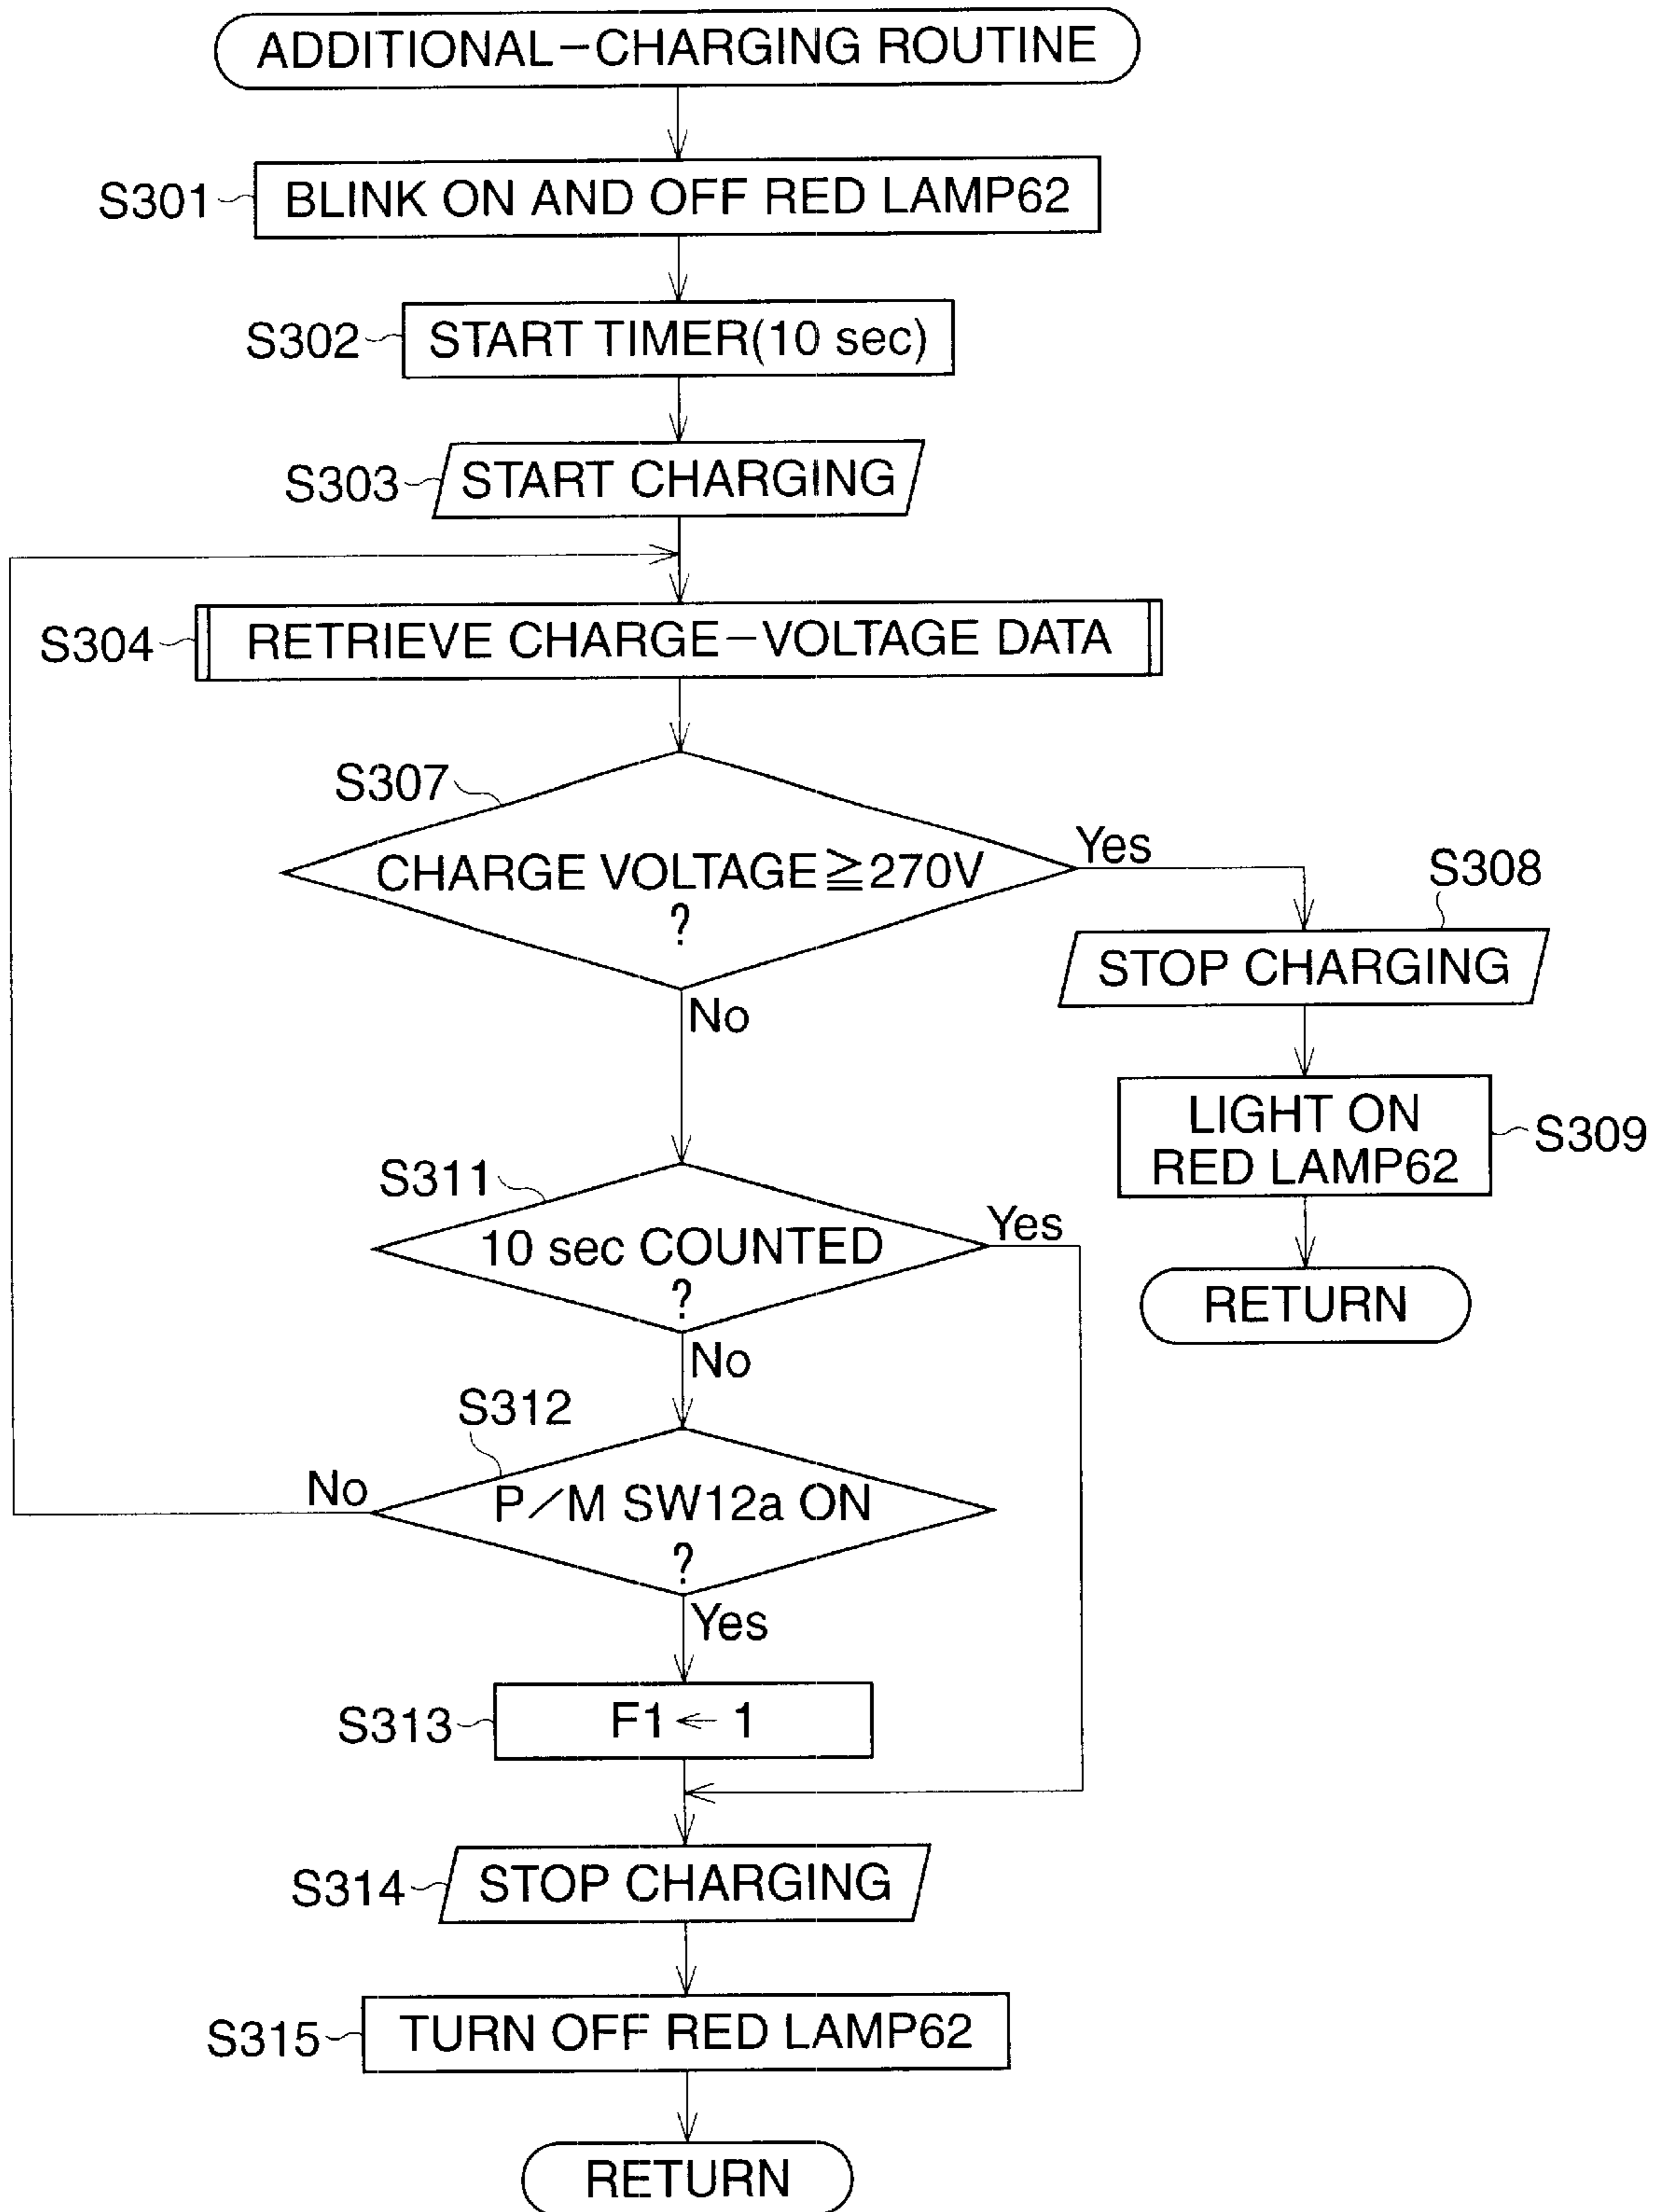 ADDITIONAL-CHARGING ROUTINE
S301
BLINK ON AND OFF RED LAMP62
S302
START TIMER(10 sec)
S303
START CHARGING
S304
RETRIEVE CHARGE-VOLTAGE DATA
S307
CHARGE VOLTAGE≧270V
?
Yes
No
S308
STOP CHARGING
LIGHT ON
RED LAMP62
S309
RETURN
S311
10 sec COUNTED
?
Yes
No
S312
P/M SW12a ON
?
No
Yes
S313
F1 ← 1
S314
STOP CHARGING
S315
TURN OFF RED LAMP62
RETURN